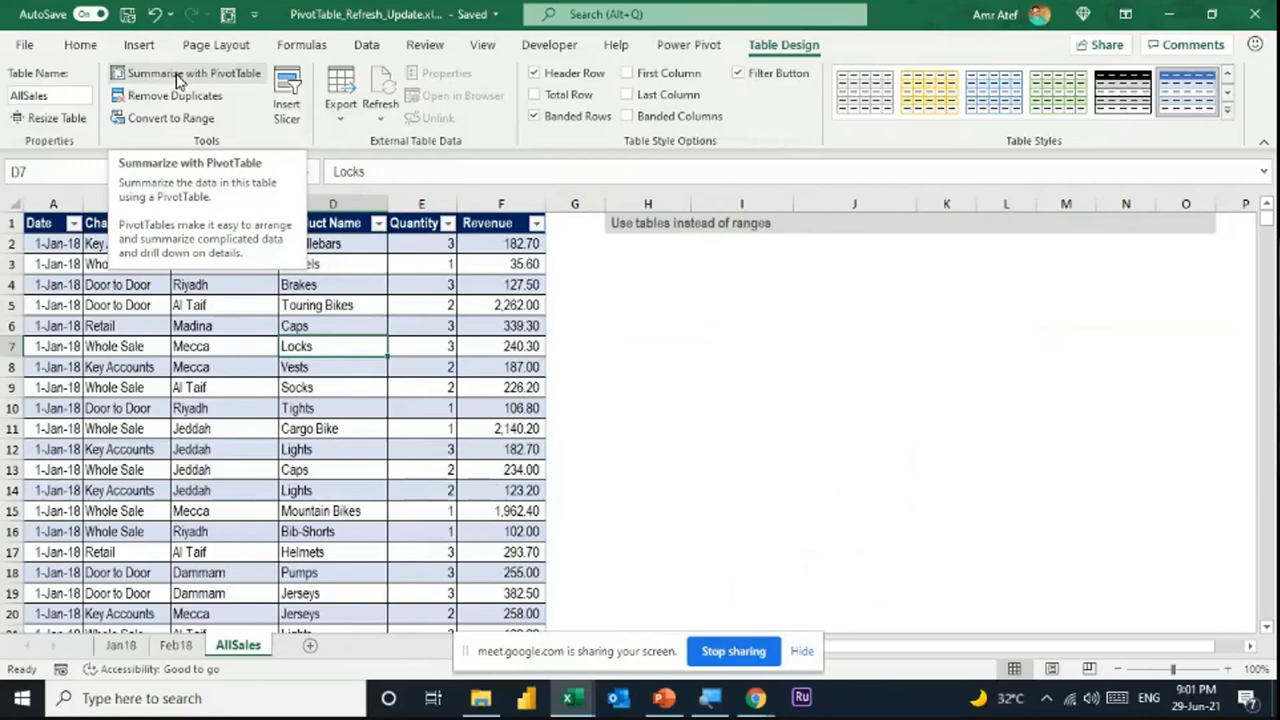 AutoSave On PivotTable_Refresh_Update.xl... - Saved Search (Alt+Q) Amr Atef
File Home Insert Page Layout Formulas Data Review View Developer Help Power Pivot Table Design Share Comments
Table Name: Summarize with PivotTable Properties Header Row First Column Filter Button
AllSales Remove Duplicates Open in Browser Total Row Last Column
Resize Table Convert to Range Insert Slicer Export Refresh Unlink Banded Rows Banded Columns
Properties Tools External Table Data Table Style Options Table Styles
D7 Locks
Summarize with PivotTable
Summarize the data in this table
using a PivotTable.
PivotTables make it easy to arrange
and summarize complicated data
and drill down on details.
A D E F G H I J K L M N O P
1 Date Cha uct Name Quantity Revenue Use tables instead of ranges
2 1-Jan-18 Key llebars 3 182.70
3 1-Jan-18 Who els 1 35.60
4 1-Jan-18 Door to Door Riyadh Brakes 3 127.50
5 1-Jan-18 Door to Door Al Taif Touring Bikes 2 2,262.00
6 1-Jan-18 Retail Madina Caps 3 339.30
7 1-Jan-18 Whole Sale Mecca Locks 3 240.30
8 1-Jan-18 Key Accounts Mecca Vests 2 187.00
9 1-Jan-18 Whole Sale Al Taif Socks 2 226.20
10 1-Jan-18 Door to Door Riyadh Tights 1 106.80
11 1-Jan-18 Whole Sale Jeddah Cargo Bike 1 2,140.20
12 1-Jan-18 Key Accounts Jeddah Lights 3 182.70
13 1-Jan-18 Whole Sale Jeddah Caps 2 234.00
14 1-Jan-18 Key Accounts Jeddah Lights 2 123.20
15 1-Jan-18 Whole Sale Mecca Mountain Bikes 1 1,962.40
16 1-Jan-18 Whole Sale Riyadh Bib-Shorts 1 102.00
17 1-Jan-18 Retail Al Taif Helmets 3 293.70
18 1-Jan-18 Door to Door Dammam Pumps 3 255.00
19 1-Jan-18 Door to Door Dammam Jerseys 3 382.50
20 1-Jan-18 Key Accounts Mecca Jerseys 2 258.00
Jan18 Feb18 AllSales
meet.google.com is sharing your screen. Stop sharing Hide
Ready Accessibility: Good to go 100%
Type here to search Ru 32°C ENG 9:01 PM
29-Jun-21 7